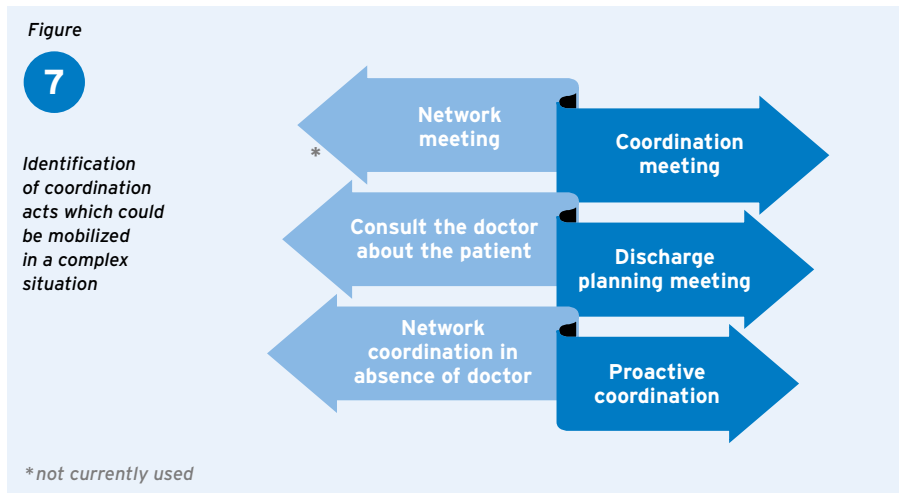 Figure
7
Identification
of coordination
acts which could
be mobilized
in a complex
situation
Network
meeting
*
Coordination
meeting
Consult the doctor
about the patient
Discharge
planning meeting
Network
coordination in
absence of doctor
Proactive
coordination
*not currently used